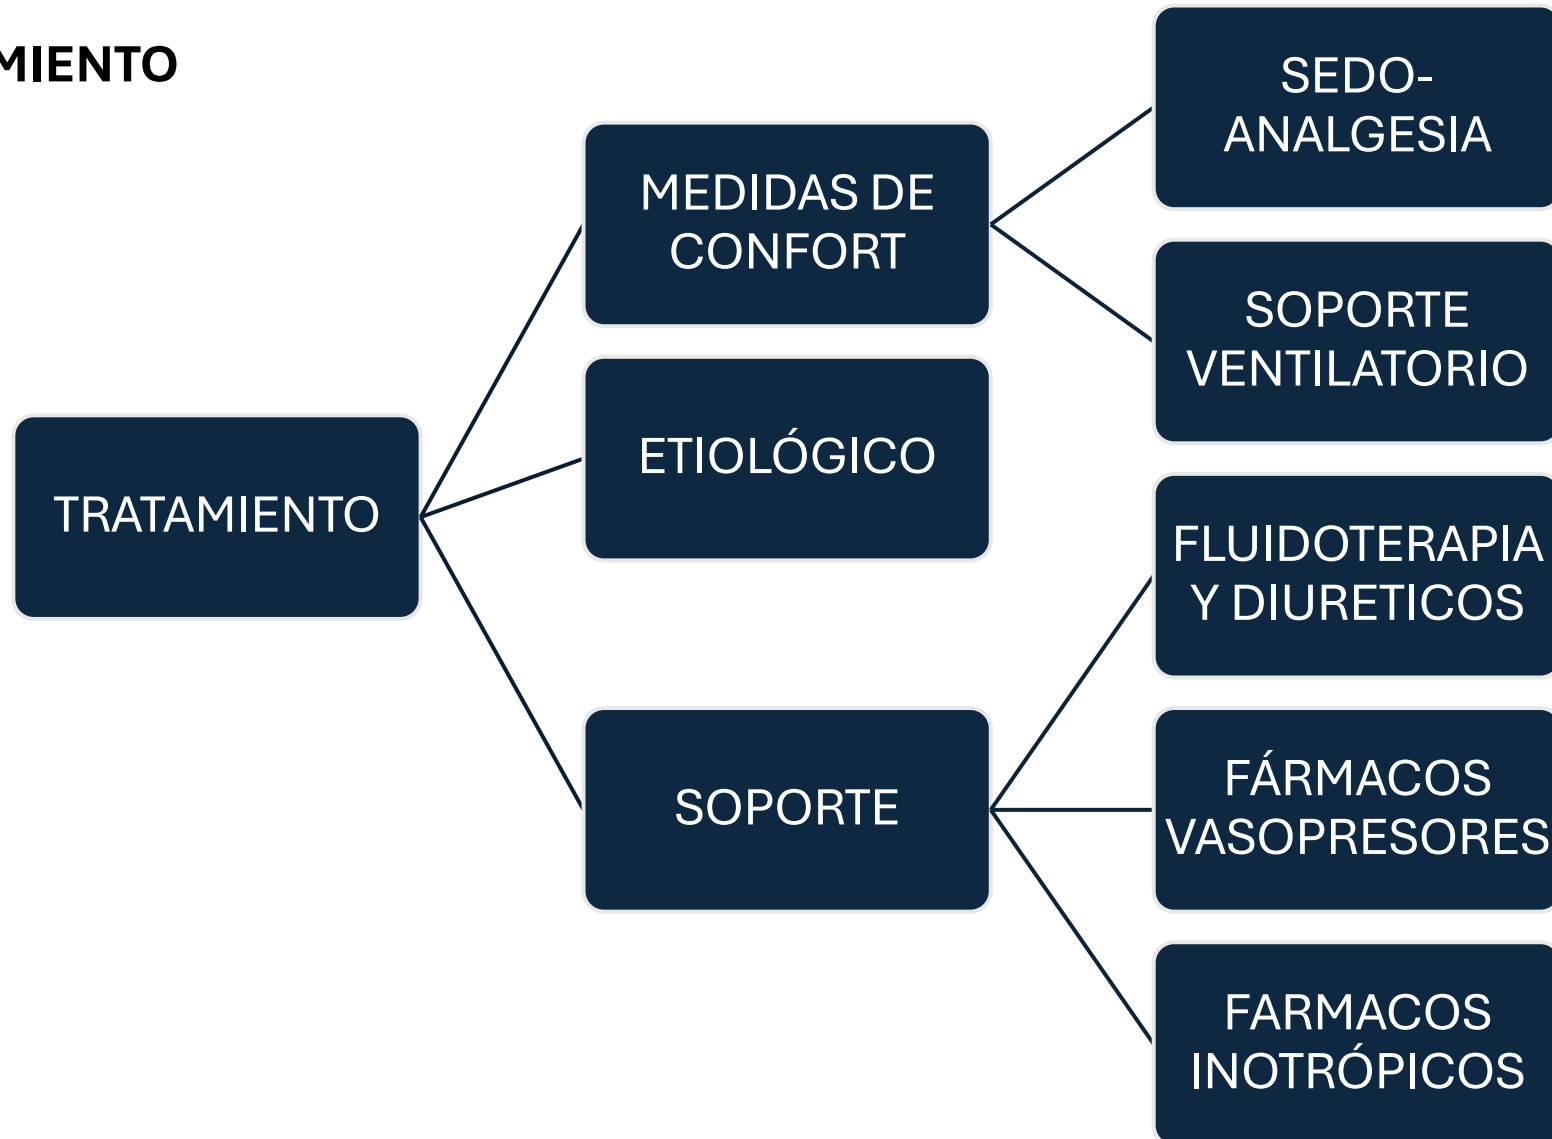 MIENTO
SEDO-
ANALGESIA
MEDIDAS DE
CONFORT
SOPORTE
VENTILATORIO
ETIOLÓGICO
TRATAMIENTO
FLUIDOTERAPIA
Y DIURETICOS
SOPORTE
FÁRMACOS
VASOPRESORES
FARMACOS
INOTRÓPICOS